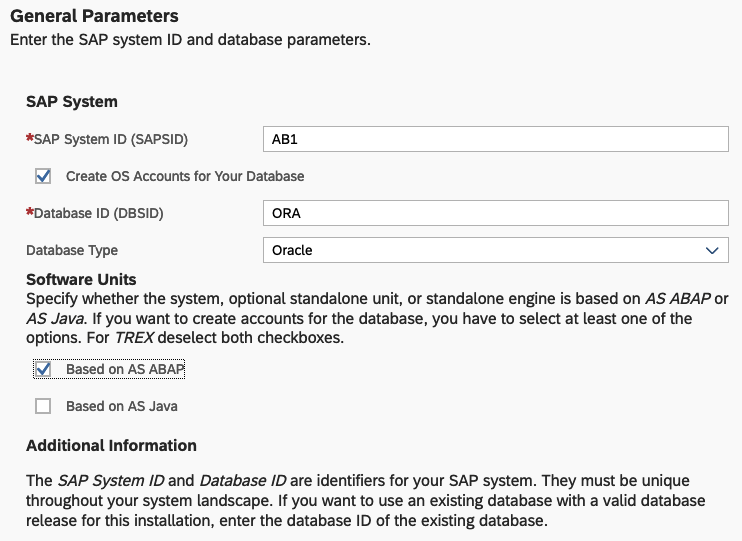 General Parameters
Enter the SAP system ID and database parameters.
SAP System
*SAP System ID (SAPSID)
AB1
Create OS Accounts for Your Database
*Database ID (DBSID)
ORA
Database Type
Oracle
Software Units
Specify whether the system, optional standalone unit, or standalone engine is based on AS ABAP or
AS Java. If you want to create accounts for the database, you have to select at least one of the
options. For TREX deselect both checkboxes.
Based on AS ABAP
Based on AS Java
Additional Information
The SAP System ID and Database ID are identifiers for your SAP system. They must be unique
throughout your system landscape. If you want to use an existing database with a valid database
release for this installation, enter the database ID of the existing database.